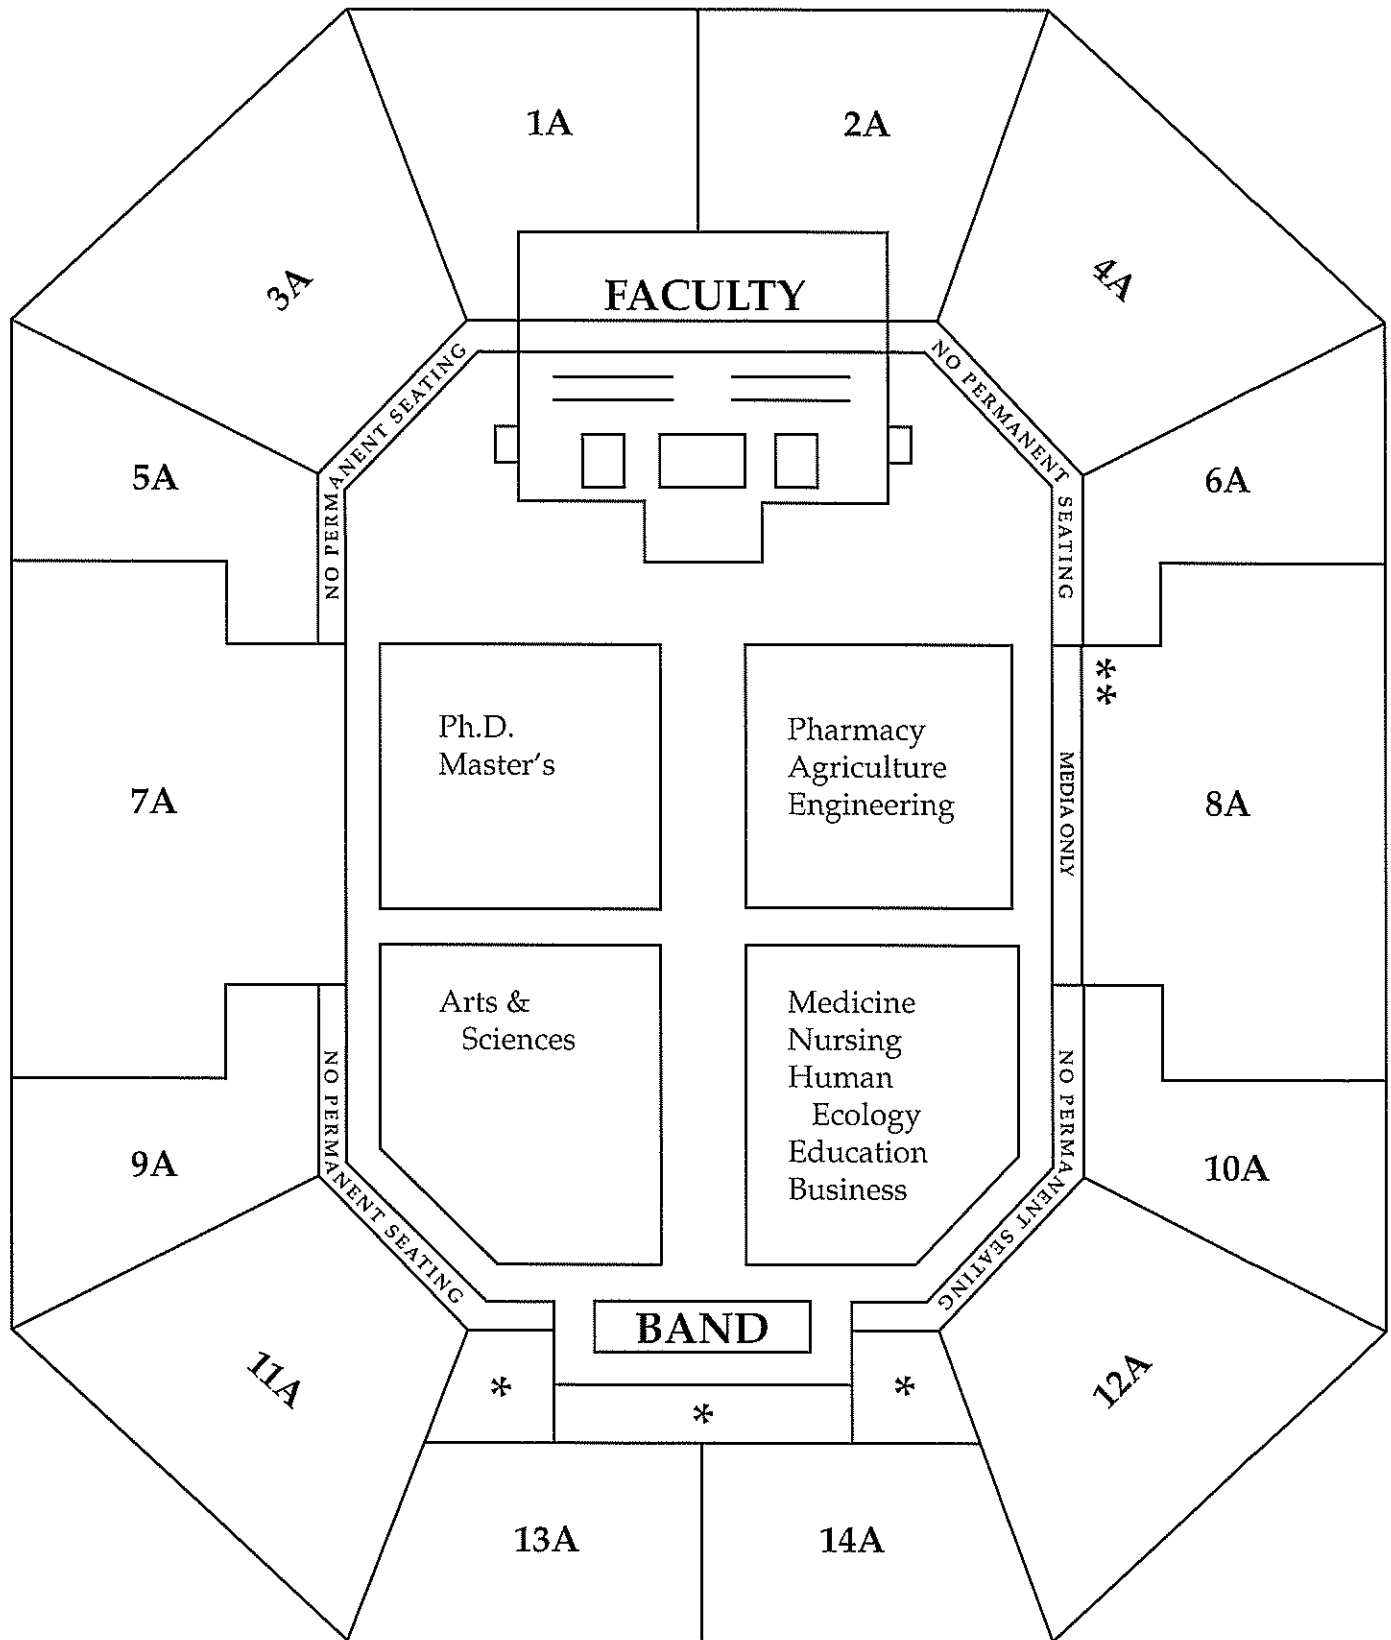 1A
2A
3A
FACULTY
4A
NO PERMANENT SEATING
NO PERMANENT SEATING
5A
6A
**
Ph.D.
Master's
Pharmacy
Agriculture
Engineering
7A
MEDIA ONLY
8A
Arts &
Sciences
Medicine
Nursing
Human
Ecology
Education
Business
NO PERMANENT SEATING
NO PERMANENT SEATING
9A
10A
BAND
11A
*
*
*
12A
13A
14A